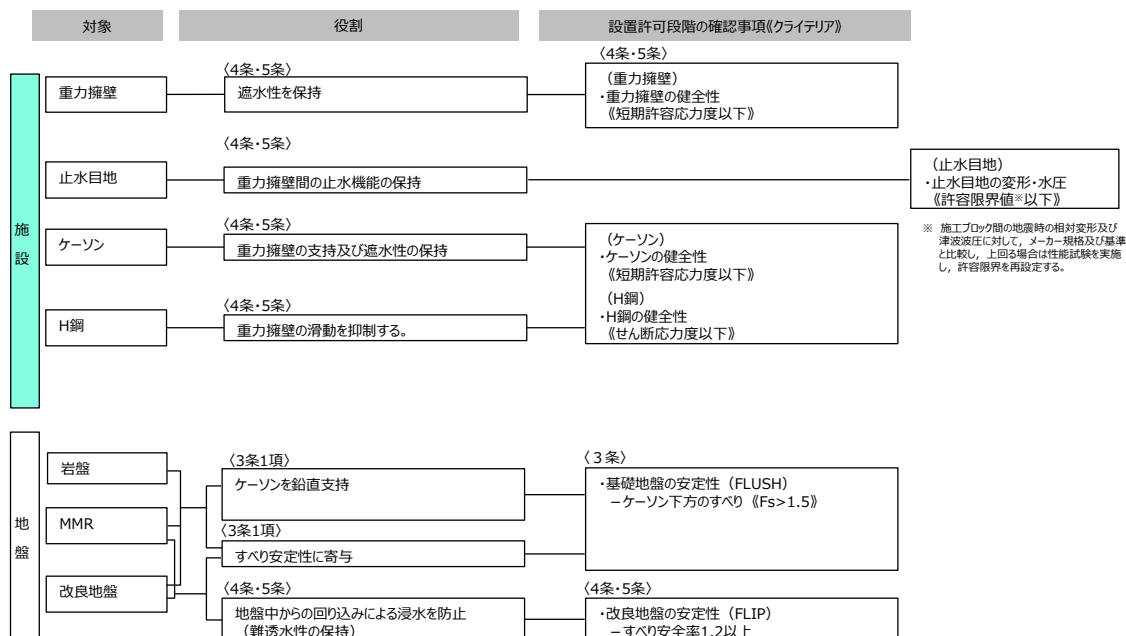 対象
役割
設置許可段階の確認事項《クライテリア》
施設
重力擁壁
〈4条・5条〉
遮水性を保持
〈4条・5条〉
（重力擁壁）
・重力擁壁の健全性
《短期許容応力度以下》
止水目地
〈4条・5条〉
重力擁壁間の止水機能の保持
（止水目地）
・止水目地の変形・水圧
《許容限界値※以下》
※ 施工ブロック間の地震時の相対変形及び
津波波圧に対して，メーカー規格及び基準
と比較し，上回る場合は性能試験を実施
し，許容限界を再設定する。
ケーソン
〈4条・5条〉
重力擁壁の支持及び遮水性の保持
（ケーソン）
・ケーソンの健全性
《短期許容応力度以下》
H鋼
〈4条・5条〉
重力擁壁の滑動を抑制する。
（H鋼）
・H鋼の健全性
《せん断応力度以下》
地盤
岩盤
MMR
改良地盤
〈3条1項〉
ケーソンを鉛直支持
〈3条1項〉
すべり安定性に寄与
〈３条〉
・基礎地盤の安定性（FLUSH）
－ケーソン下方のすべり《Fs>1.5》
〈4条・5条〉
地盤中からの回り込みによる浸水を防止
（難透水性の保持）
〈4条・5条〉
・改良地盤の安定性（FLIP）
－すべり安全率1.2以上